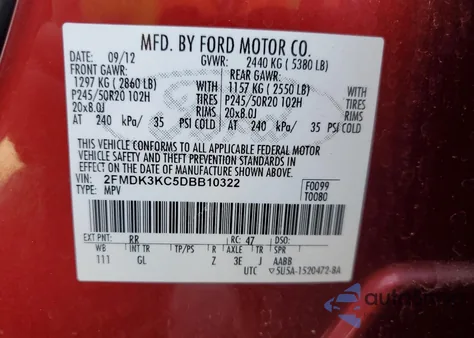 MFD. BY FORD MOTOR CO.
DATE: 09/12 GVWR: 2440 KG ( 5380 LB)
FRONT GAWR: REAR GAWR:
1297 KG ( 2860 LB) WITH 1157 KG ( 2550 LB) WITH
P245/50R20 102H TIRES P245/50R20 102H TIRES
20x8.0J RIMS 20x8.0J RIMS
AT 240 kPa/ 35 PSI COLD AT 240 kPa/ 35 PSI COLD
THIS VEHICLE CONFORMS TO ALL APPLICABLE FEDERAL MOTOR
VEHICLE SAFETY AND THEFT PREVENTION STANDARDS IN
EFFECT ON THE DATE OF MANUFACTURE SHOWN ABOVE.
VIN: 2FMDK3KC5DBB10322 F0099
TYPE: MPV T0080
EXT PNT: RR RC: 47 DSO:
WB INT TR TP/PS R AXLE TR SPR
111 GL Z 3E J AABB
UTC 5U5A-1520472-BA